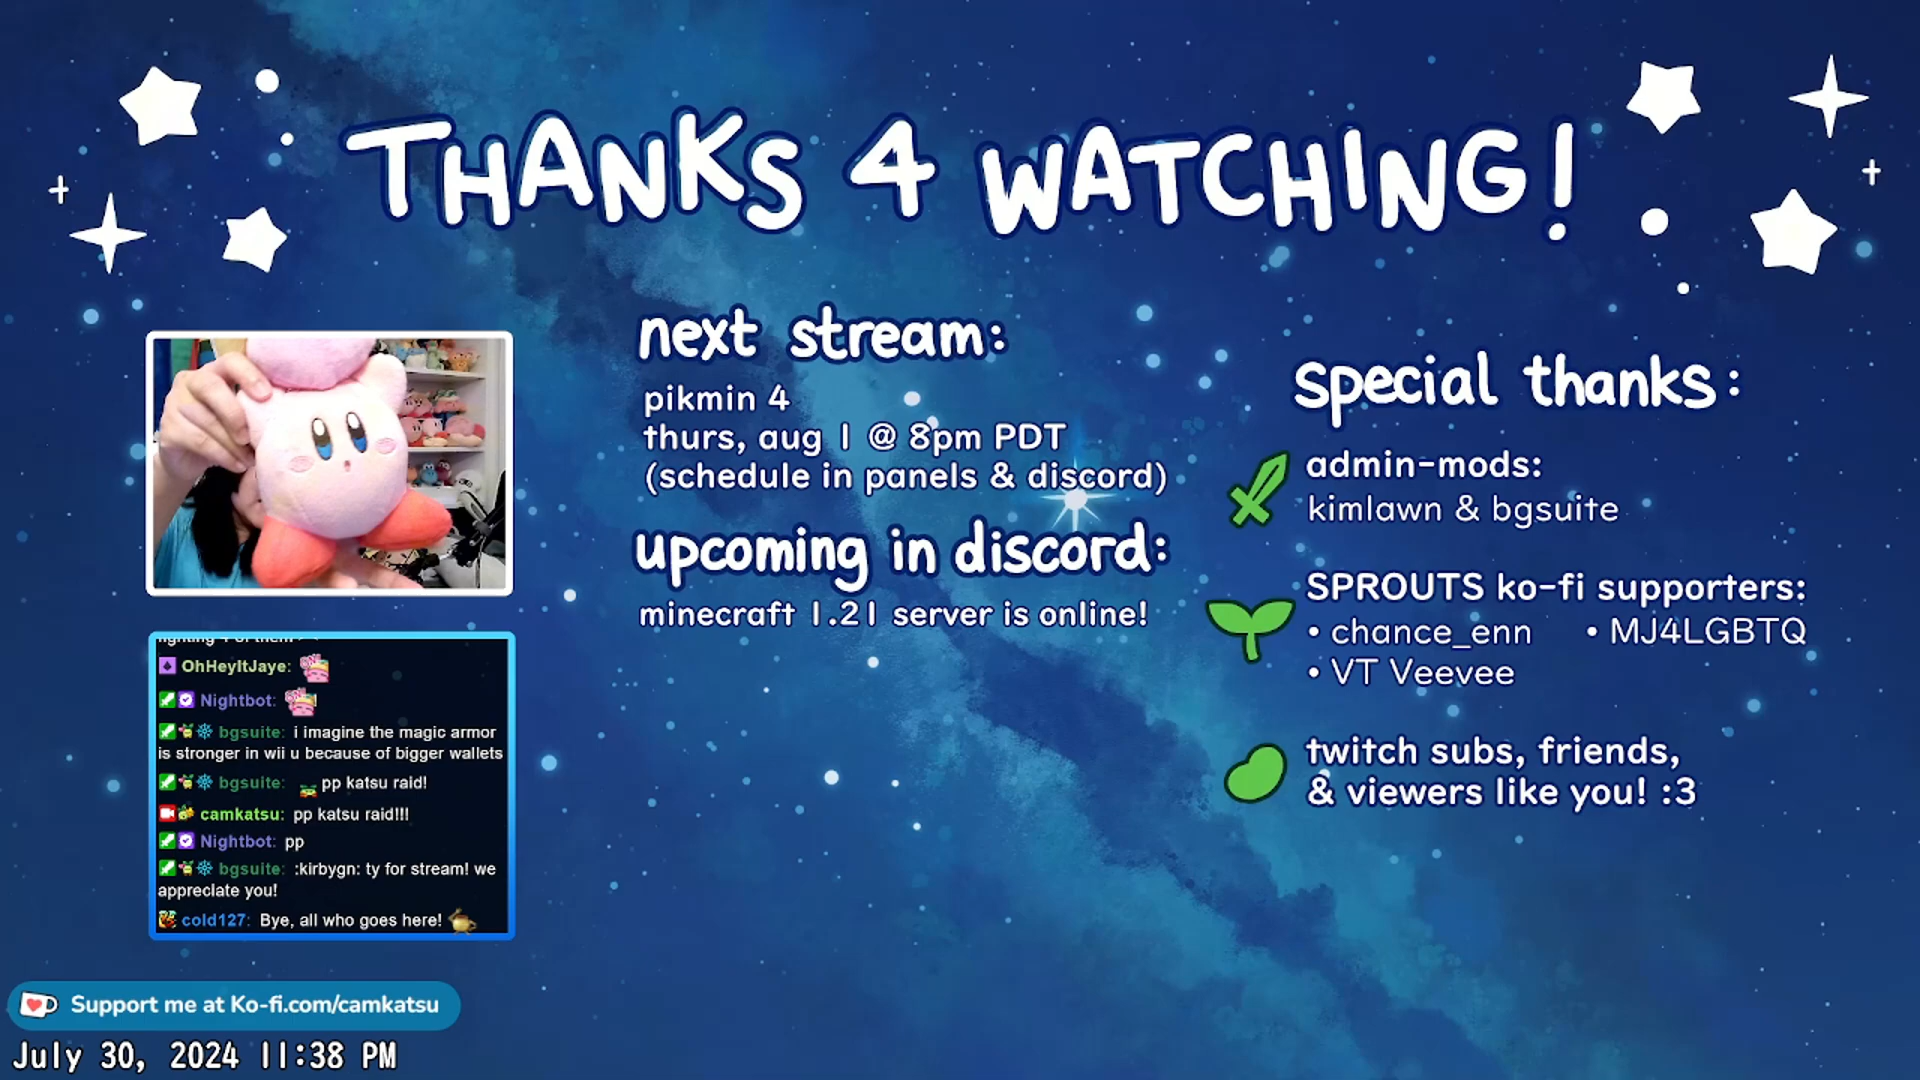 THANKS 4 WATCHING!
next stream:
pikmin 4
thurs, aug 1 @ 8pm PDT
(schedule in panels & discord)
upcoming in discord:
minecraft 1.21 server is online!
special thanks:
admin-mods:
kimlawn & bgsuite
SPROUTS ko-fi supporters:
• chance_enn • MJ4LGBTQ
• VT Veevee
twitch subs, friends,
& viewers like you! :3
OhHeyItJaye:
Nightbot:
bgsuite: i imagine the magic armor
is stronger in wii u because of bigger wallets
bgsuite: pp katsu raid!
camkatsu: pp katsu raid!!!
Nightbot: pp
bgsuite: :kirbygn: ty for stream! we
appreciate you!
cold127: Bye, all who goes here!
Support me at Ko-fi.com/camkatsu
July 30, 2024 11:38 PM